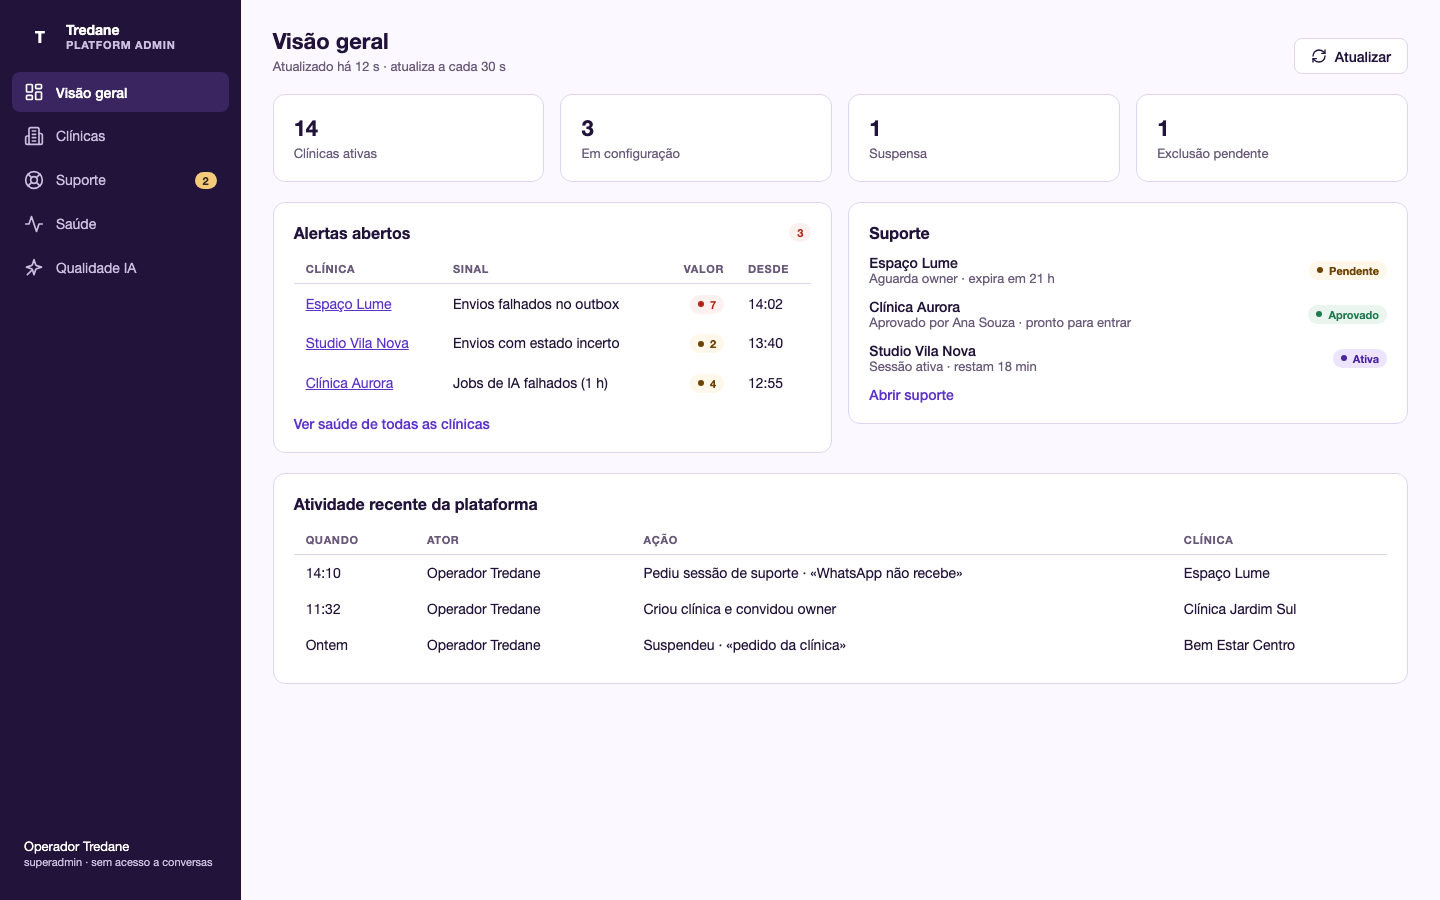 T
Tredane
PLATFORM ADMIN
Visão geral
Clínicas
Suporte 2
Saúde
Qualidade IA
Operador Tredane
superadmin · sem acesso a conversas
Visão geral
Atualizado há 12 s · atualiza a cada 30 s
Atualizar
14
Clínicas ativas
3
Em configuração
1
Suspensa
1
Exclusão pendente
Alertas abertos 3
CLÍNICA SINAL VALOR DESDE
Espaço Lume Envios falhados no outbox 7 14:02
Studio Vila Nova Envios com estado incerto 2 13:40
Clínica Aurora Jobs de IA falhados (1 h) 4 12:55
Ver saúde de todas as clínicas
Suporte
Espaço Lume
Aguarda owner · expira em 21 h
Pendente
Clínica Aurora
Aprovado por Ana Souza · pronto para entrar
Aprovado
Studio Vila Nova
Sessão ativa · restam 18 min
Ativa
Abrir suporte
Atividade recente da plataforma
QUANDO ATOR AÇÃO CLÍNICA
14:10 Operador Tredane Pediu sessão de suporte · «WhatsApp não recebe» Espaço Lume
11:32 Operador Tredane Criou clínica e convidou owner Clínica Jardim Sul
Ontem Operador Tredane Suspendeu · «pedido da clínica» Bem Estar Centro